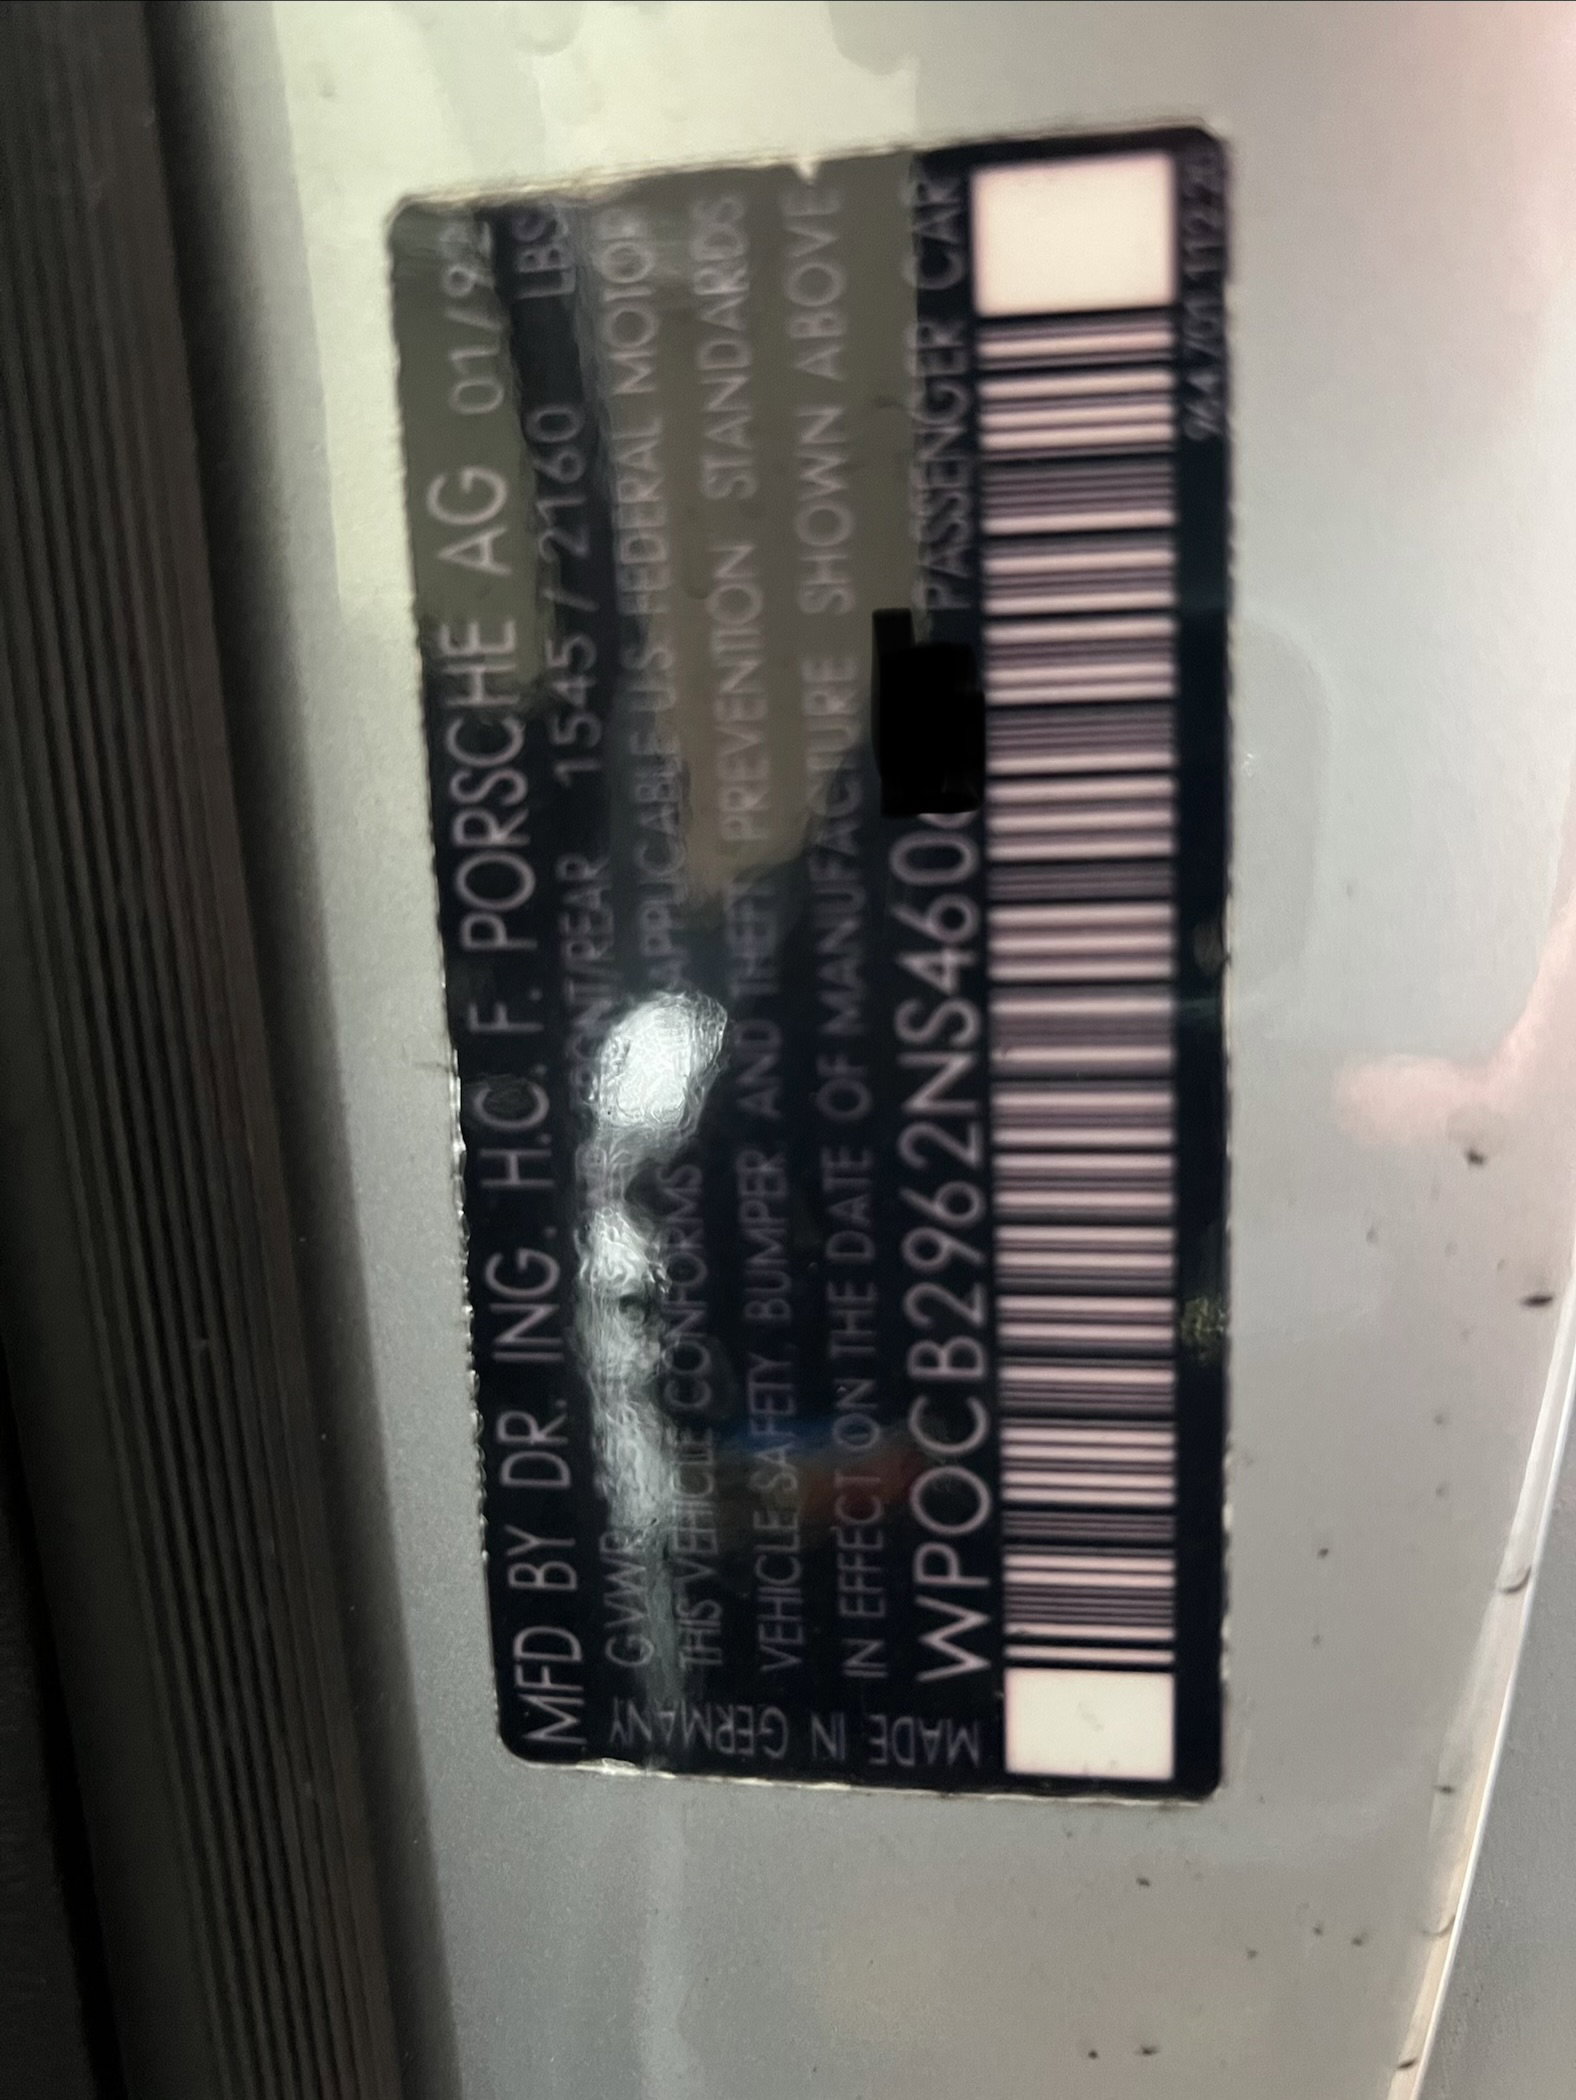 MFD BY DR. ING. H.C. F. PORSCHE AG 01/92
GVWR FRONT/REAR 1545 / 2160 LBS
THIS VEHICLE CONFORMS APPLICABLE U.S. FEDERAL MOTOR
VEHICLE SAFETY, BUMPER, AND THEFT PREVENTION STANDARDS
IN EFFECT ON THE DATE OF MANUFACTURE SHOWN ABOVE
WPOCB2962NS460 PASSENGER CAR
MADE IN GERMANY